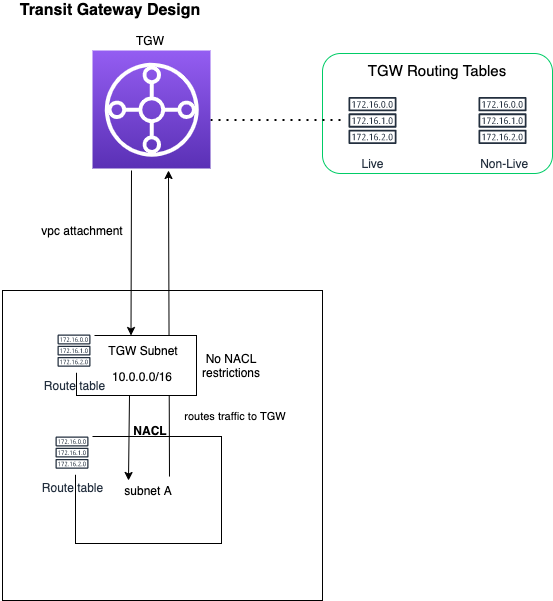 Transit Gateway Design
TGW
TGW Routing Tables
172.16.0.0
172.16.1.0
172.16.2.0
Live
172.16.0.0
172.16.1.0
172.16.2.0
Non-Live
vpc attachment
172.16.0.0
172.16.1.0
172.16.2.0
Route table
TGW Subnet
10.0.0.0/16
No NACL
restrictions
routes traffic to TGW
NACL
172.16.0.0
172.16.1.0
172.16.2.0
Route table
subnet A